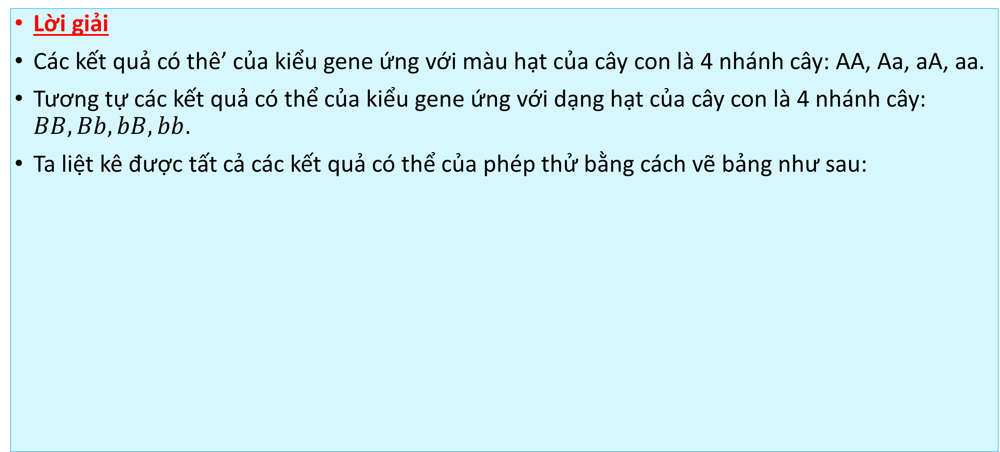 • Lời giải
• Các kết quả có thê’ của kiểu gene ứng với màu hạt của cây con là 4 nhánh cây: AA, Aa, aA, aa.
• Tương tự các kết quả có thể của kiểu gene ứng với dạng hạt của cây con là 4 nhánh cây:
BB, Bb, bB, bb.
• Ta liệt kê được tất cả các kết quả có thể của phép thử bằng cách vẽ bảng như sau: